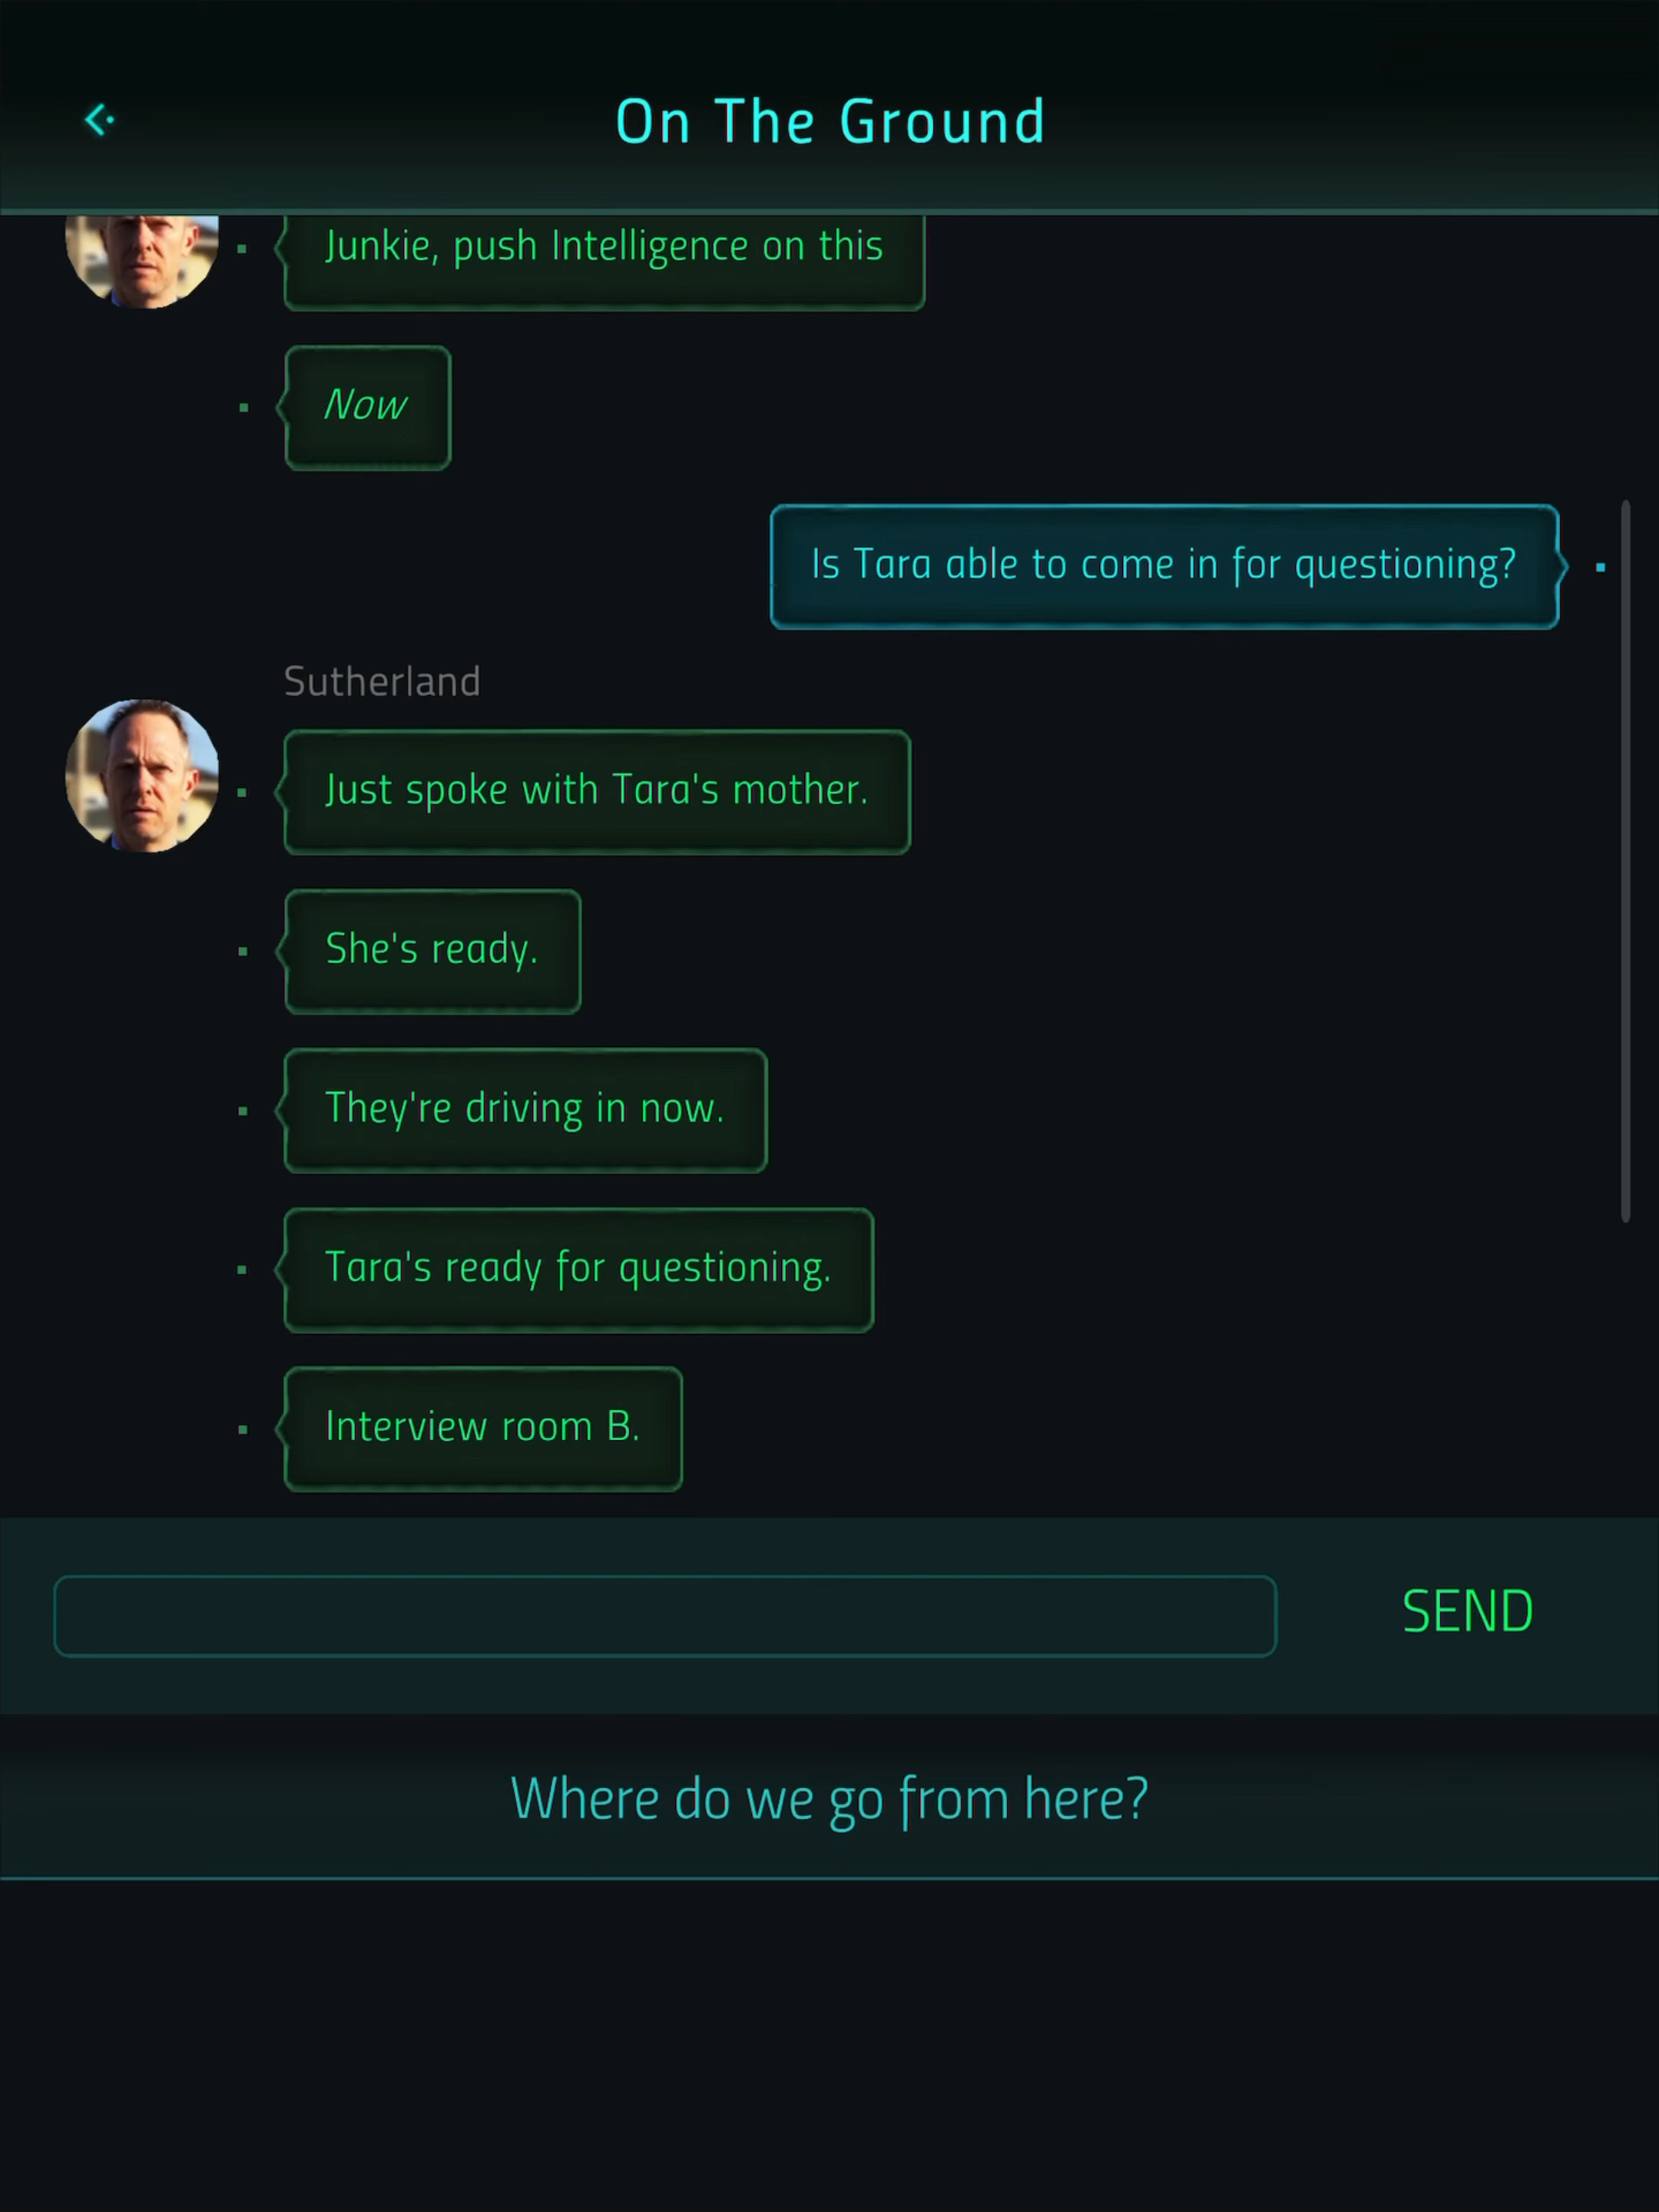 On The Ground
Junkie, push Intelligence on this
Now
Is Tara able to come in for questioning?
Sutherland
Just spoke with Tara's mother.
She's ready.
They're driving in now.
Tara's ready for questioning.
Interview room B.
SEND
Where do we go from here?